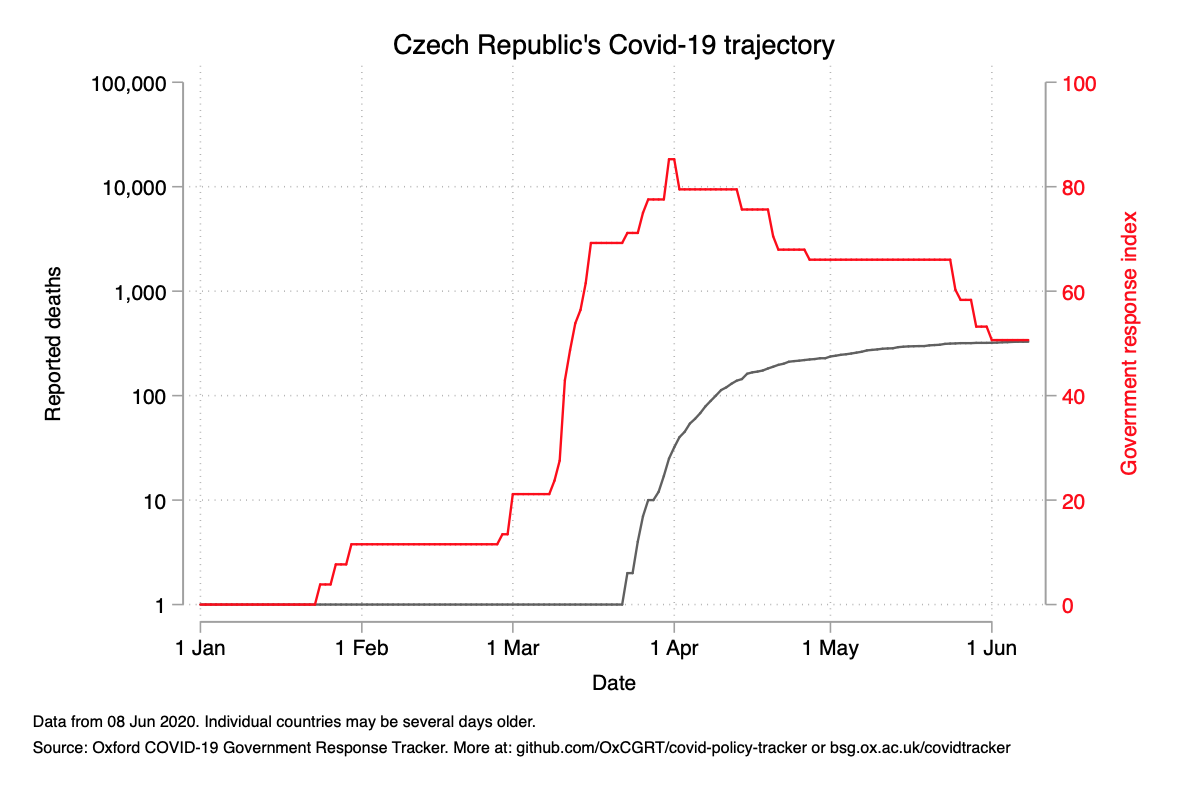 Czech Republic's Covid-19 trajectory
100,000
10,000
1,000
100
10
1
Reported deaths
100
80
60
40
20
0
Government response index
1 Jan
1 Feb
1 Mar
1 Apr
1 May
1 Jun
Date
Data from 08 Jun 2020. Individual countries may be several days older.
Source: Oxford COVID-19 Government Response Tracker. More at: github.com/OxCGRT/covid-policy-tracker or bsg.ox.ac.uk/covidtracker